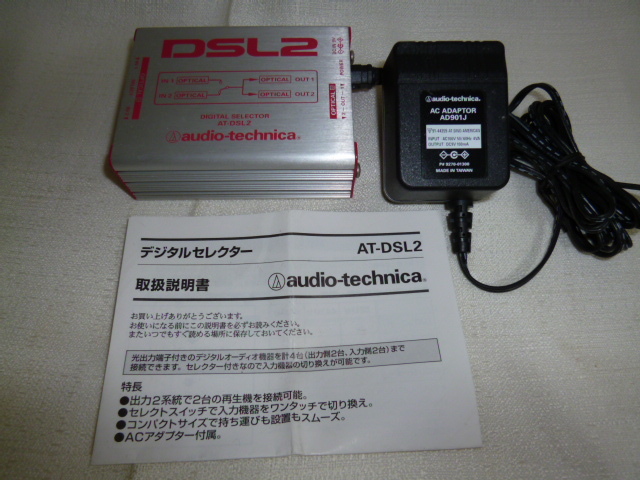 DSL2
IN 1 OPTICAL OPTICAL OUT 1
IN 2 OPTICAL OPTICAL OUT 2
DIGITAL SELECTOR
AT-DSL2
audio-technica
POWER
OPTICAL
OUT
audio-technica.
AC ADAPTOR
AD901J
MADE IN TAIWAN
デジタルセレクター AT-DSL2
取扱説明書 audio-technica
お買い上げありがとうございます。
お使いになる前にこの説明書を必ずお読みください。
またいつでもすぐ読める場所に保存しておいてください。
光出力端子付きのデジタルオーディオ機器を計4台(出力側2台、入力側2台)まで
接続できます。セレクター付きなので入力機器の切り換えが可能です。
特長
●出力2系統で2台の再生機を接続可能。
●セレクトスイッチで入力機器をワンタッチで切り換え。
●コンパクトサイズで持ち運びも設置もスムーズ。
●ACアダプター付属。